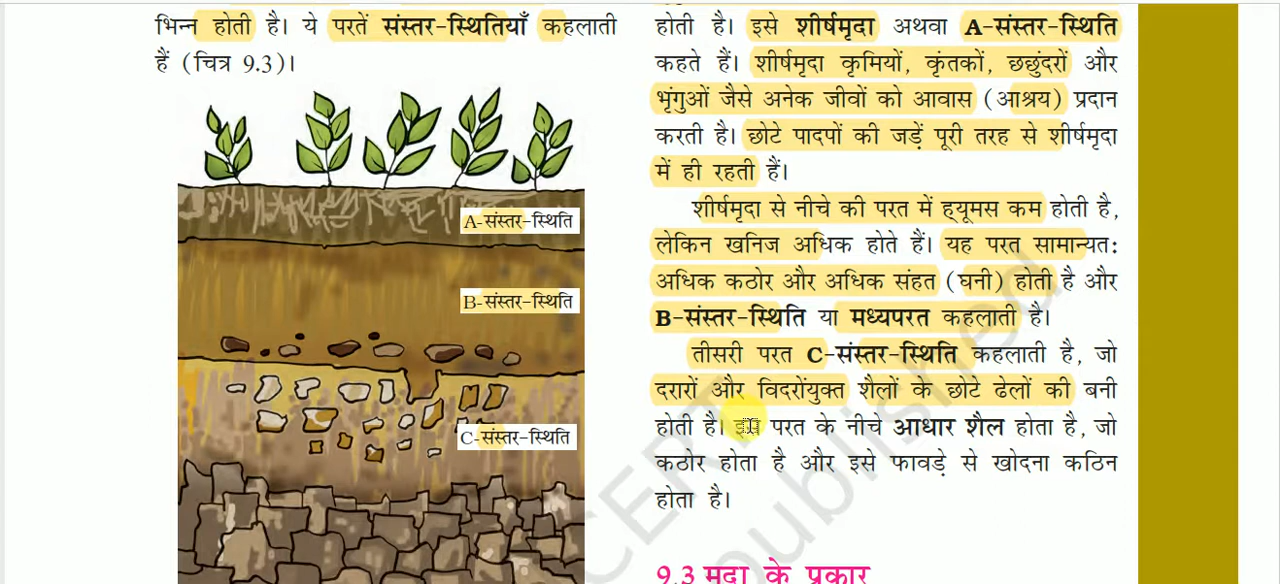 भिन्न होती है। ये परतें संस्तर-स्थितियाँ कहलाती
हैं (चित्र 9.3)।
A-संस्तर-स्थिति
B-संस्तर-स्थिति
C-संस्तर-स्थिति
होती है। इसे शीर्षमृदा अथवा A-संस्तर-स्थिति
कहते हैं। शीर्षमृदा कृमियों, कृंतकों, छछुंदरों और
भृंगुओं जैसे अनेक जीवों को आवास (आश्रय) प्रदान
करती है। छोटे पादपों की जड़ें पूरी तरह से शीर्षमृदा
में ही रहती हैं।
शीर्षमृदा से नीचे की परत में ह्यूमस कम होती है,
लेकिन खनिज अधिक होते हैं। यह परत सामान्यत:
अधिक कठोर और अधिक संहत (घनी) होती है और
B-संस्तर-स्थिति या मध्यपरत कहलाती है।
तीसरी परत C-संस्तर-स्थिति कहलाती है, जो
दरारों और विदरोंयुक्त शैलों के छोटे ढेलों की बनी
होती है। परत के नीचे आधार शैल होता है, जो
कठोर होता है और इसे फावड़े से खोदना कठिन
होता है।
9.3 मृदा के प्रकार